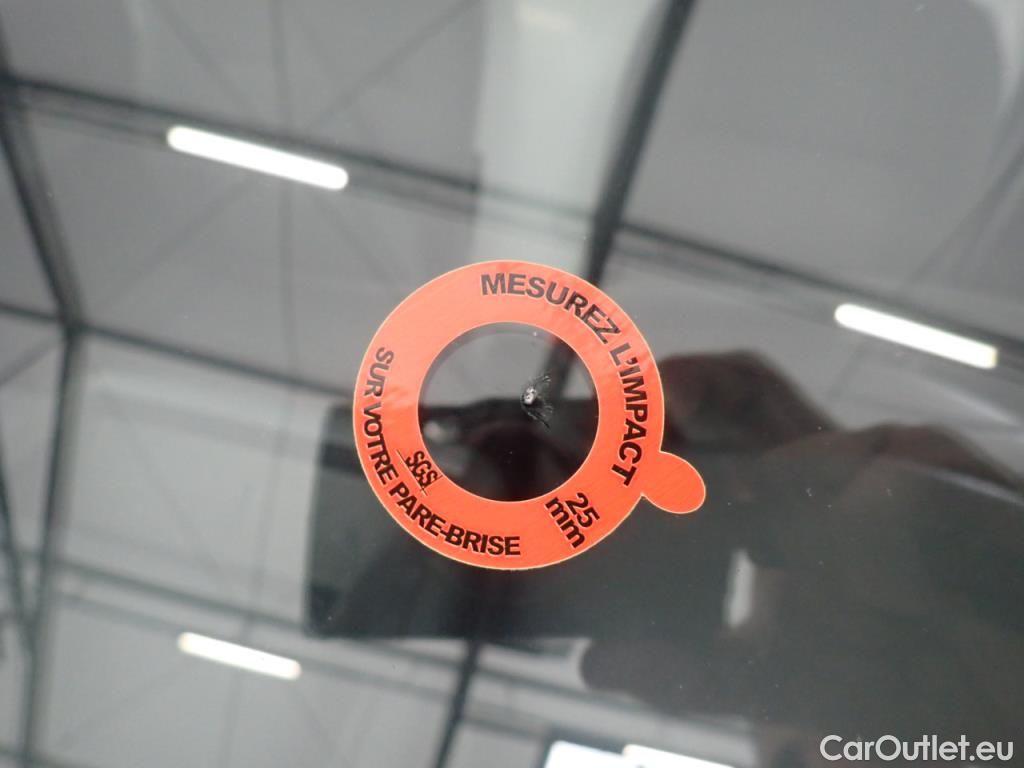 MESUREZ L'IMPACT
SUR VOTRE PARE-BRISE
SGS
25
mm
CarOutlet.eu